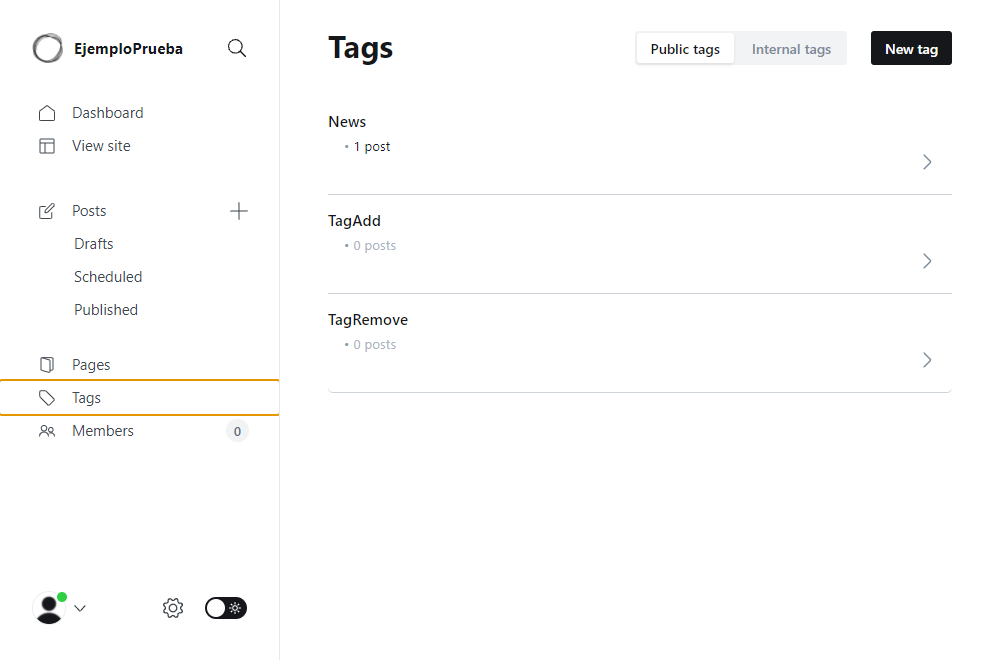 EjemploPrueba
Dashboard
View site
Posts
Drafts
Scheduled
Published
Pages
Tags
Members 0
Tags
Public tags Internal tags New tag
News
• 1 post
TagAdd
• 0 posts
TagRemove
• 0 posts